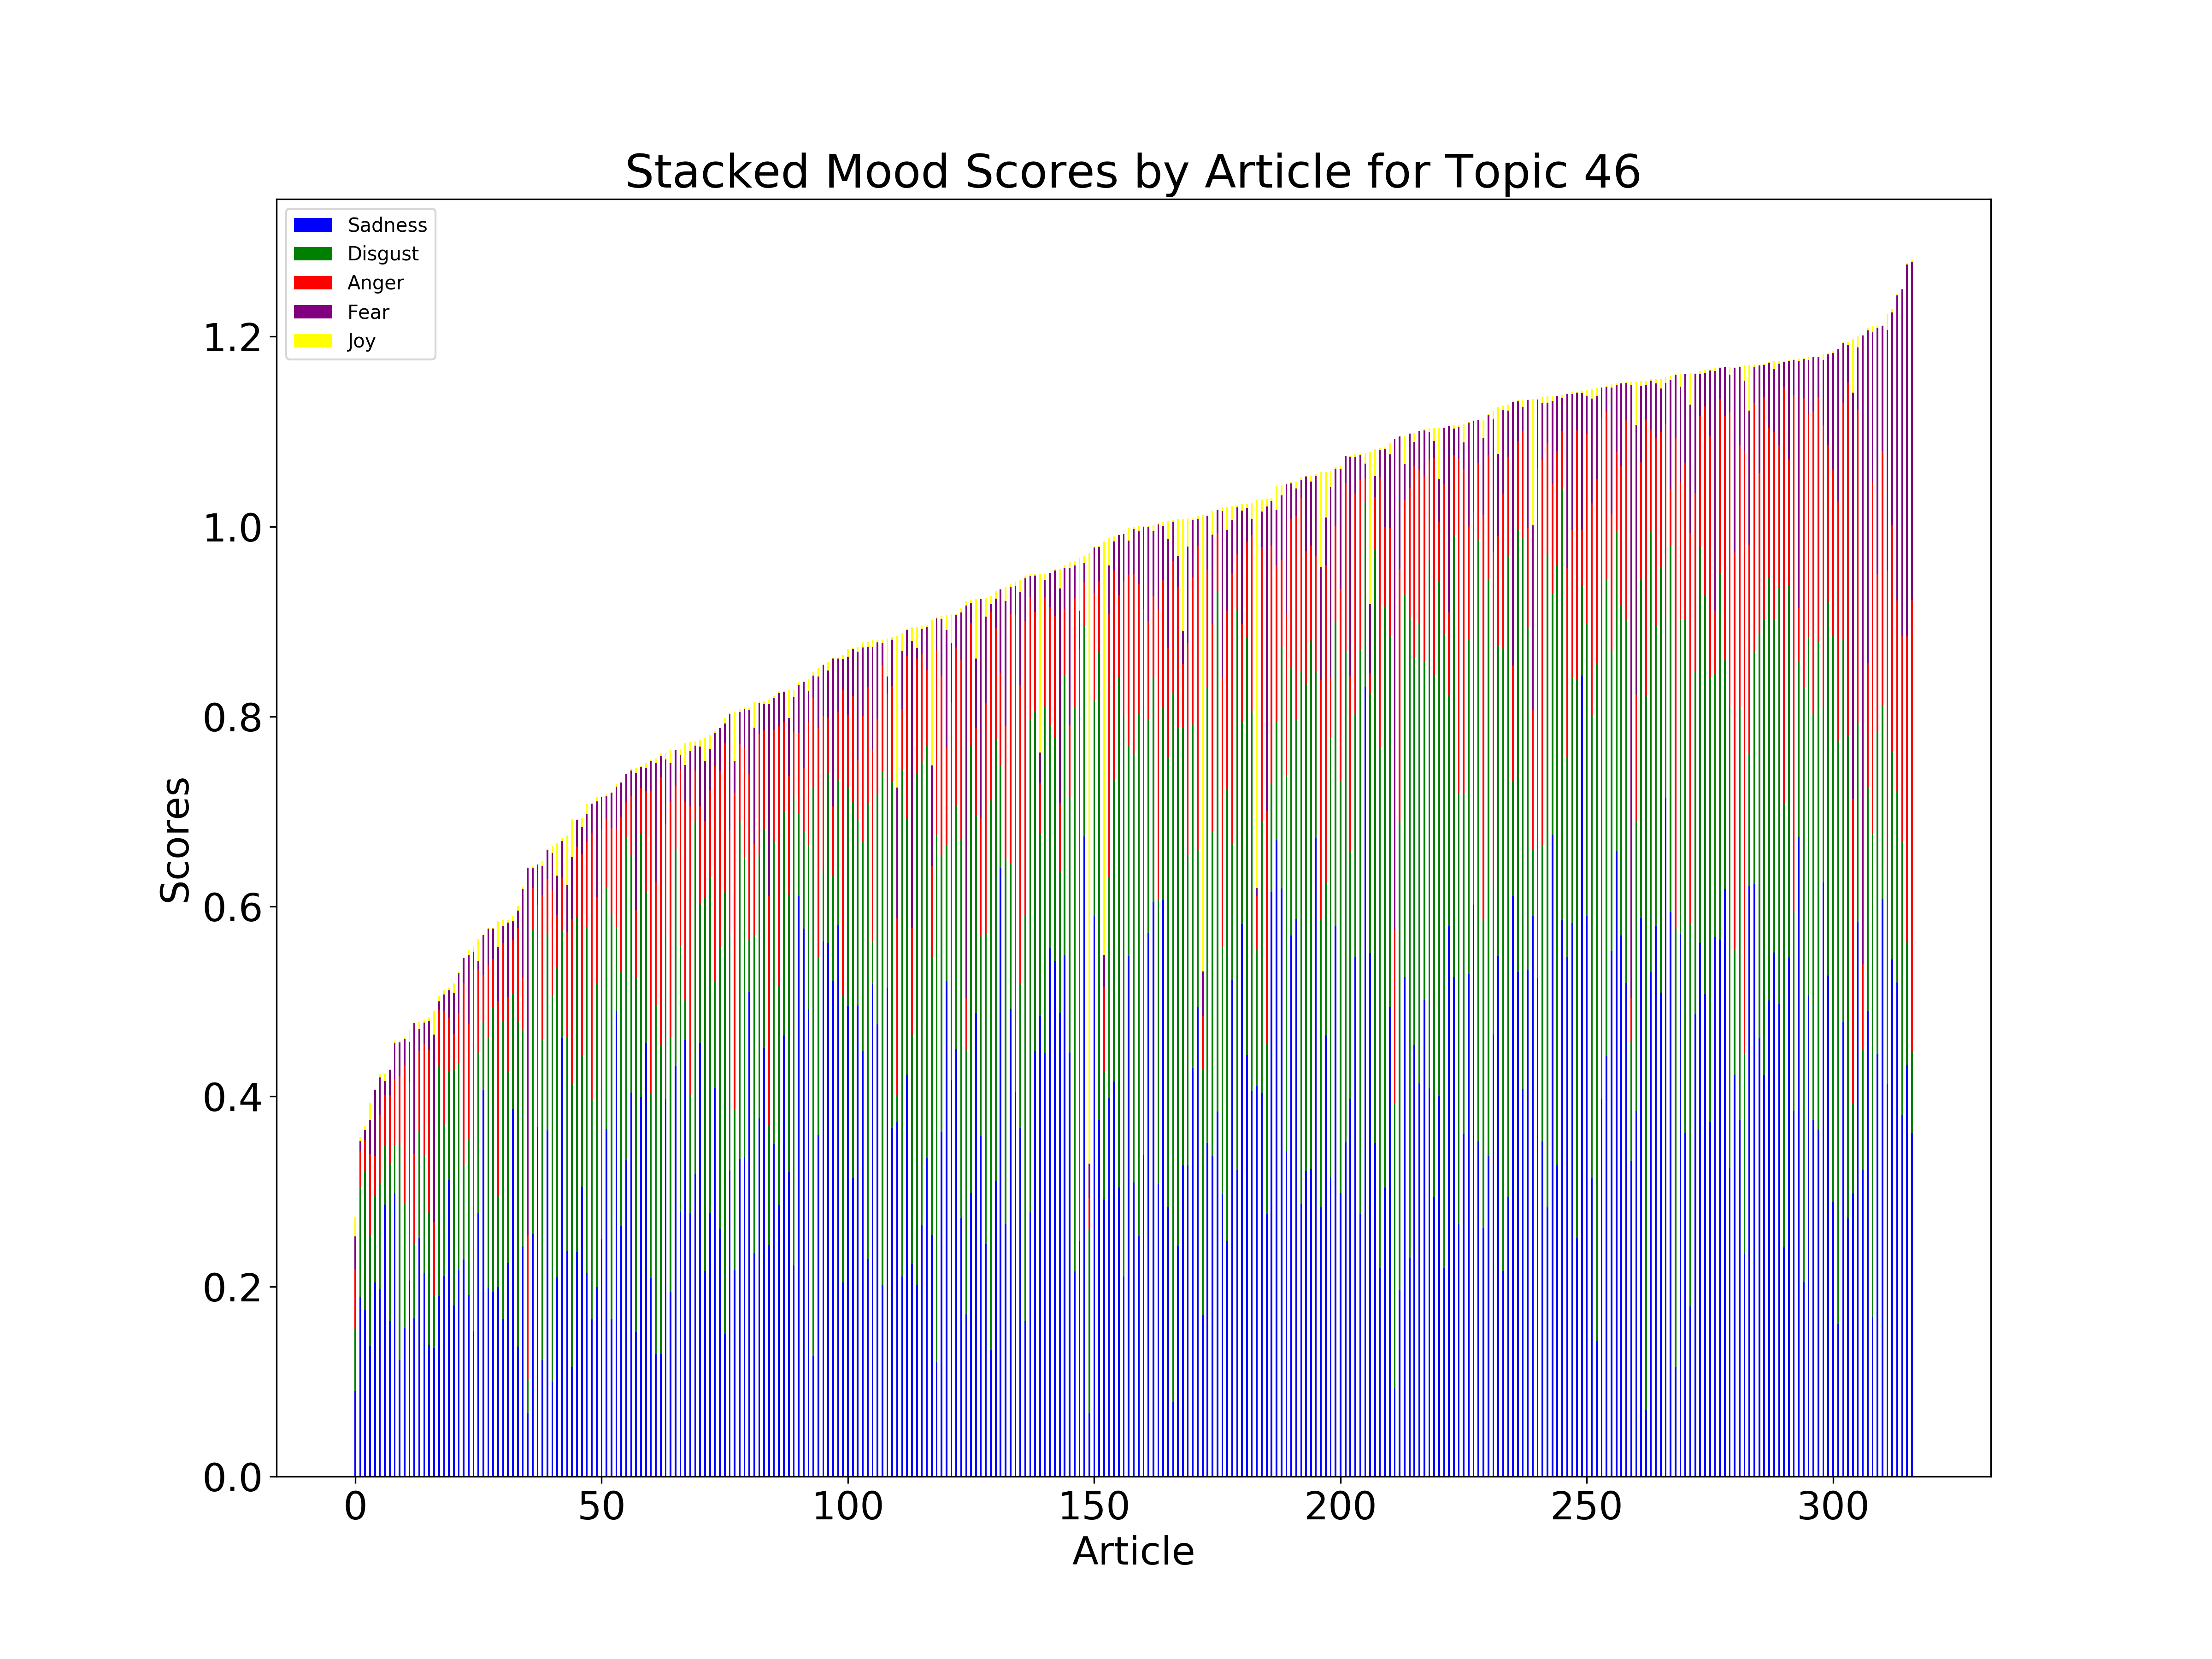 Stacked Mood Scores by Article for Topic 46
Sadness
Disgust
Anger
Fear
Joy
Scores
1.2
1.0
0.8
0.6
0.4
0.2
0.0
0 50 100 150 200 250 300
Article